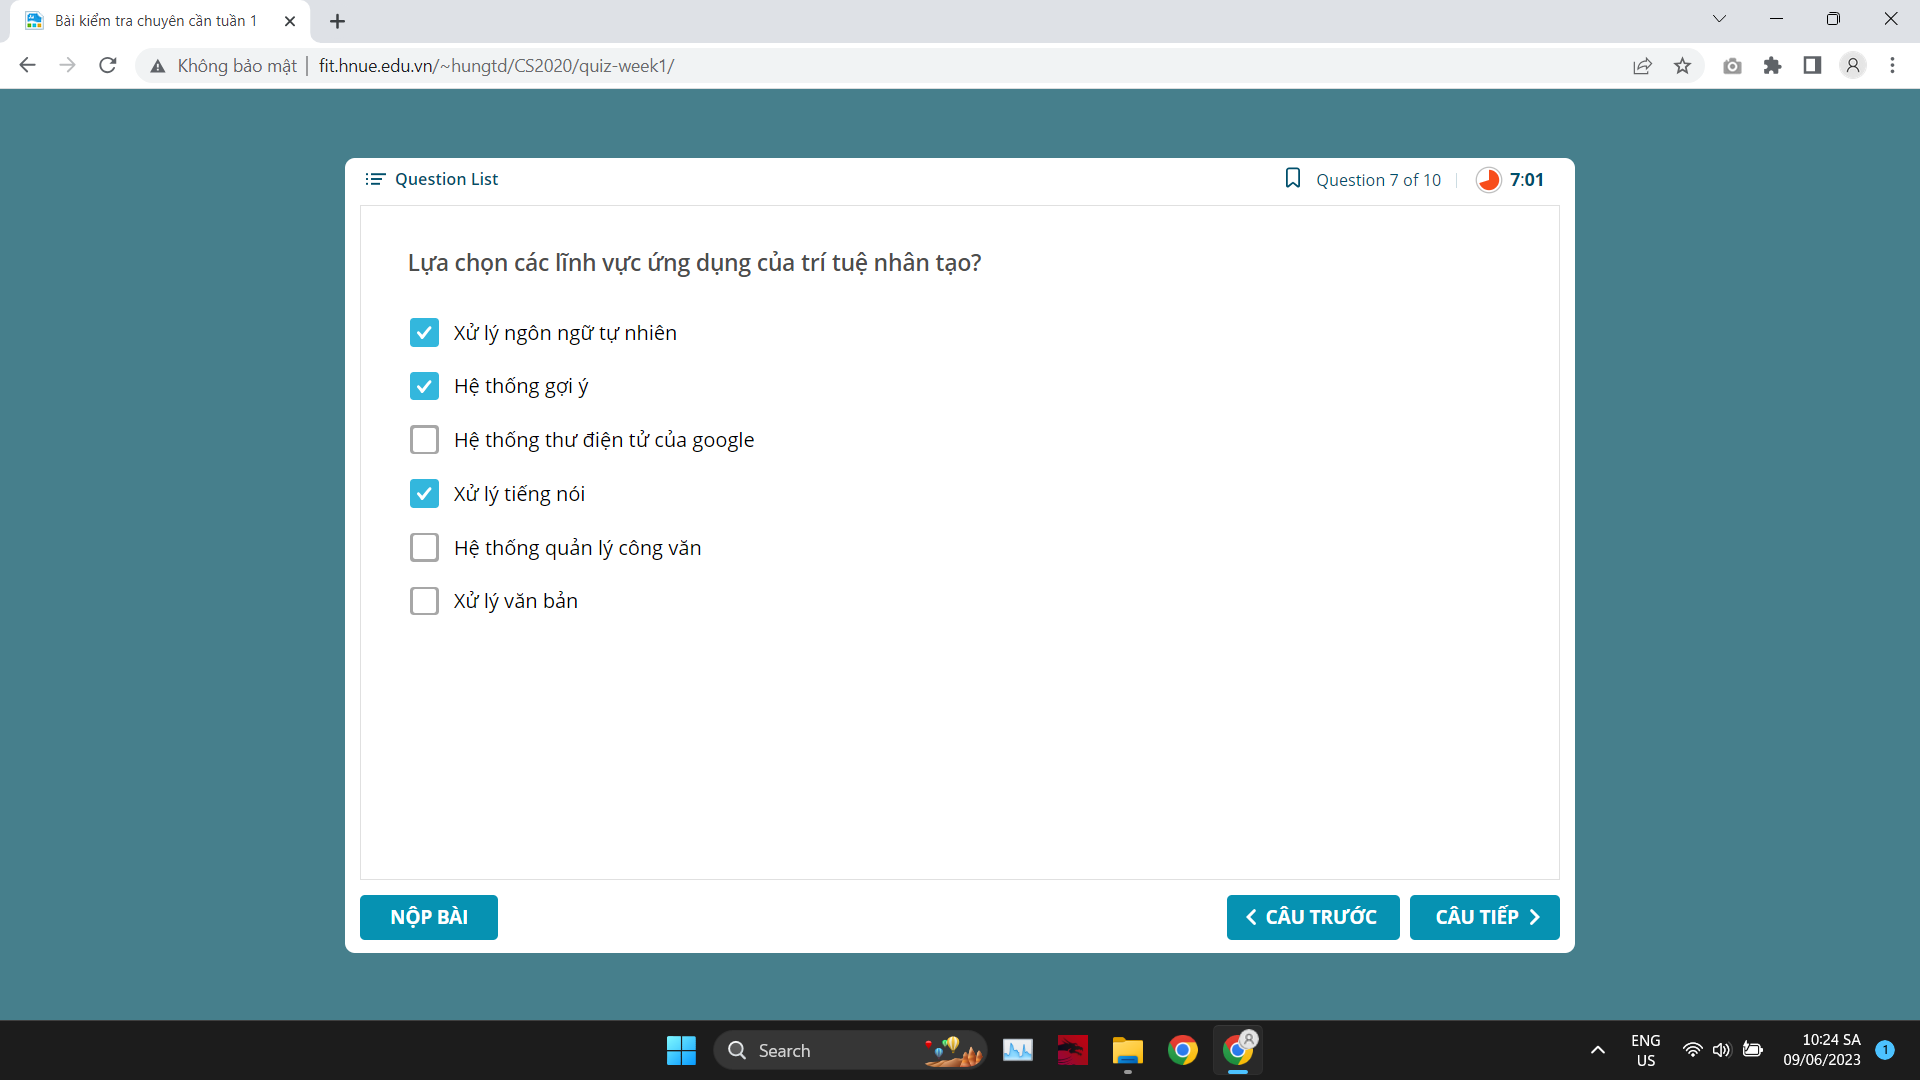 Bài kiểm tra chuyên cần tuần 1
Không bảo mật | fit.hnue.edu.vn/~hungtd/CS2020/quiz-week1/
Question List
Question 7 of 10
7:01
Lựa chọn các lĩnh vực ứng dụng của trí tuệ nhân tạo?
Xử lý ngôn ngữ tự nhiên
Hệ thống gợi ý
Hệ thống thư điện tử của google
Xử lý tiếng nói
Hệ thống quản lý công văn
Xử lý văn bản
NỘP BÀI
CÂU TRƯỚC
CÂU TIẾP
Search
ENG
US
10:24 SA
09/06/2023
1